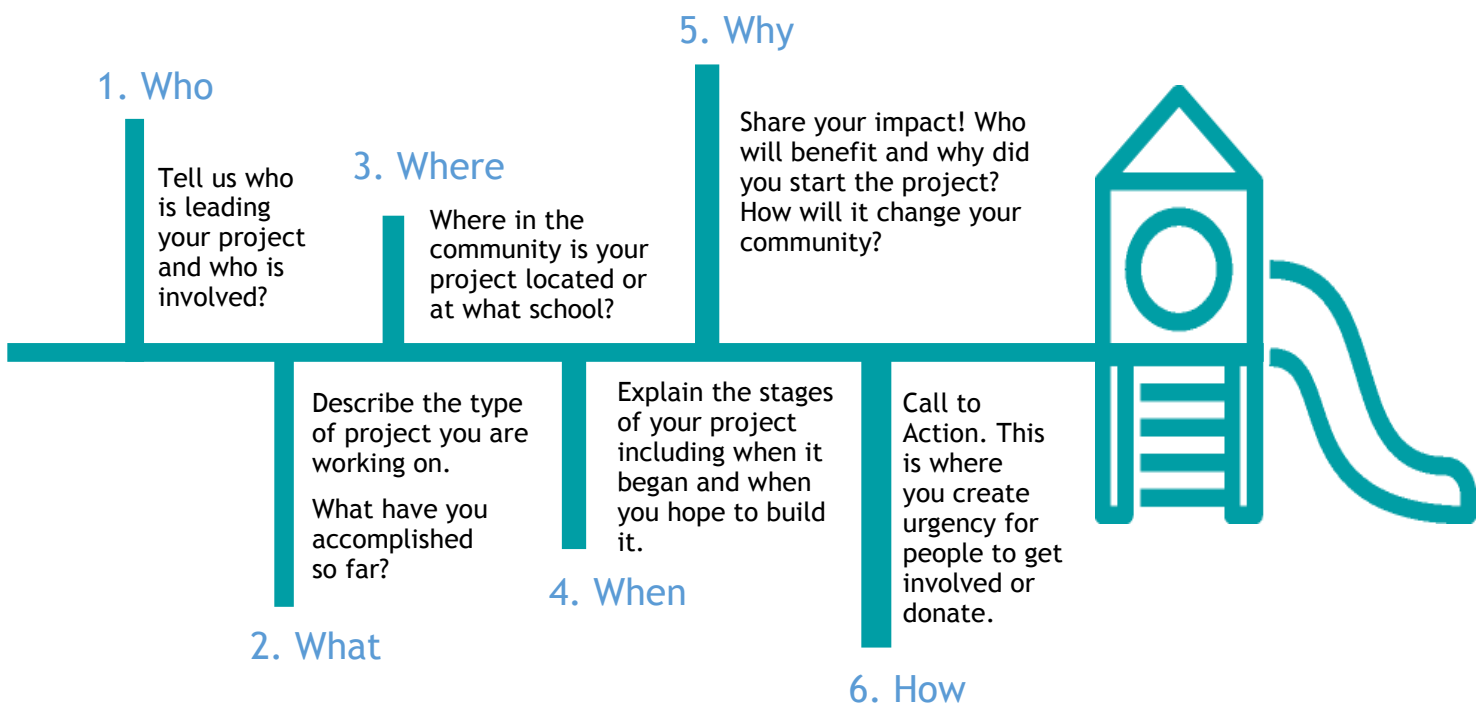 1. Who
Tell us who
is leading
your project
and who is
involved?
2. What
Describe the type
of project you are
working on.
What have you
accomplished
so far?
3. Where
Where in the
community is your
project located or
at what school?
4. When
Explain the stages
of your project
including when it
began and when
you hope to build
it.
5. Why
Share your impact! Who
will benefit and why did
you start the project?
How will it change your
community?
6. How
Call to
Action. This
is where
you create
urgency for
people to get
involved or
donate.